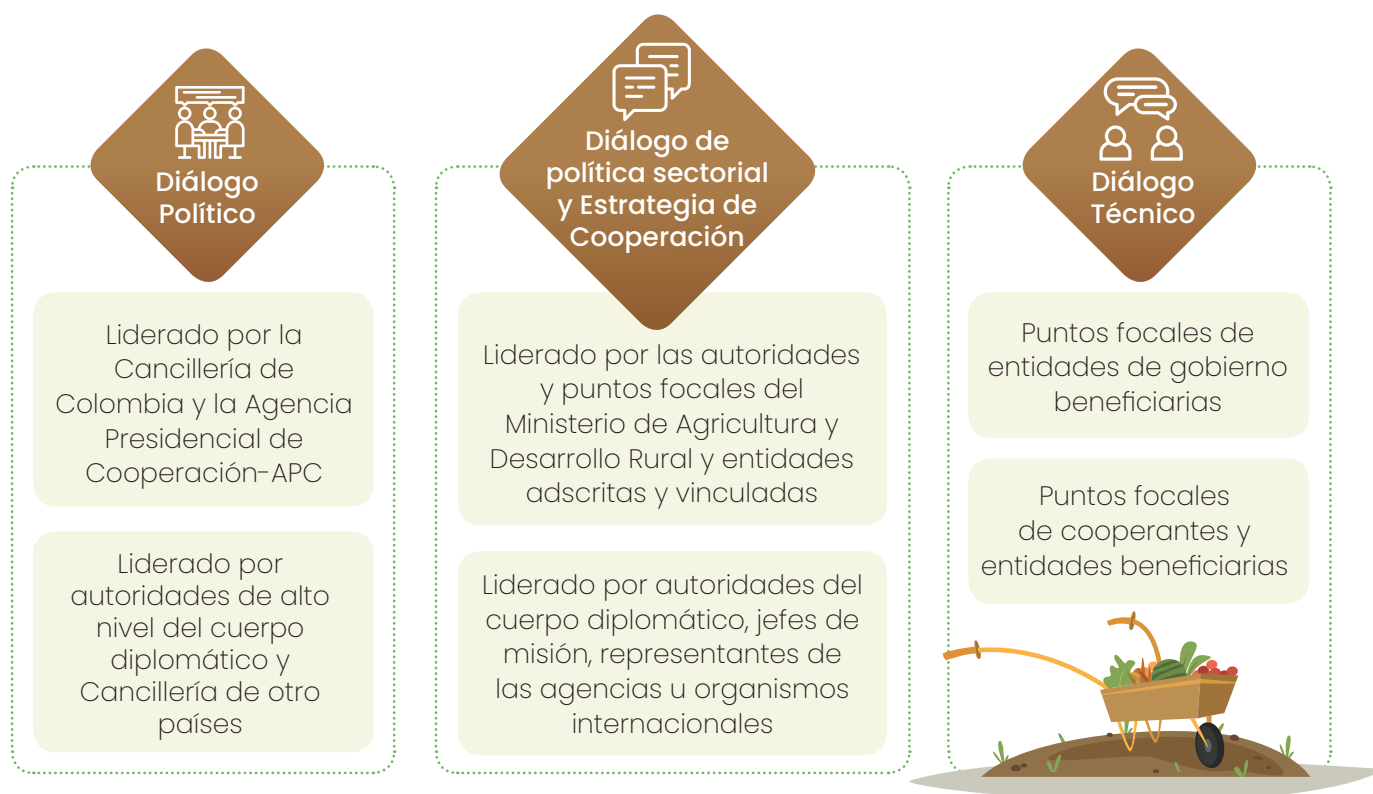 Diálogo
Político
Liderado por la
Cancillería de
Colombia y la Agencia
Presidencial de
Cooperación-APC
Liderado por
autoridades de alto
nivel del cuerpo
diplomático y
Cancillería de otro
países
Diálogo de
política sectorial
y Estrategia de
Cooperación
Liderado por las autoridades
y puntos focales del
Ministerio de Agricultura y
Desarrollo Rural y entidades
adscritas y vinculadas
Liderado por autoridades del
cuerpo diplomático, jefes de
misión, representantes de
las agencias u organismos
internacionales
Diálogo
Técnico
Puntos focales de
entidades de gobierno
beneficiarias
Puntos focales
de cooperantes y
entidades beneficiarias